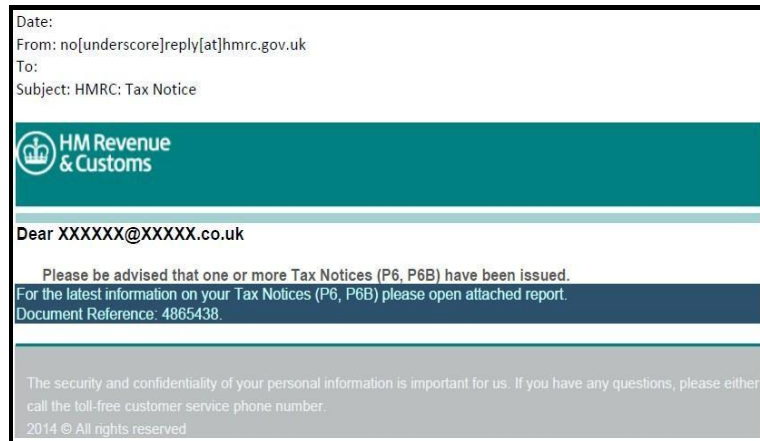 Date:
From: no[underscore]reply[at]hmrc.gov.uk
To:
Subject: HMRC: Tax Notice
HM Revenue
& Customs
Dear XXXXXX@XXXXX.co.uk
Please be advised that one or more Tax Notices (P6, P6B) have been issued.
For the latest information on your Tax Notices (P6, P6B) please open attached report.
Document Reference: 4865438.
The security and confidentiality of your personal information is important for us. If you have any questions, please either
call the toll-free customer service phone number.
2014 © All rights reserved